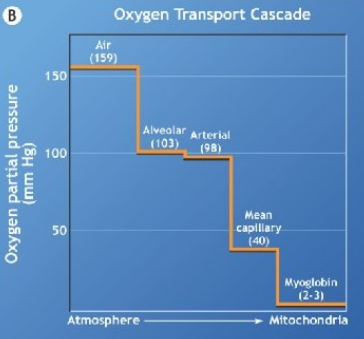 B
Oxygen Transport Cascade
Oxygen partial pressure
(mm Hg)
150
100
50
Air
(159)
Alveolar
(103)
Arterial
(98)
Mean
capillary
(40)
Myoglobin
(2-3)
Atmosphere
Mitochondria